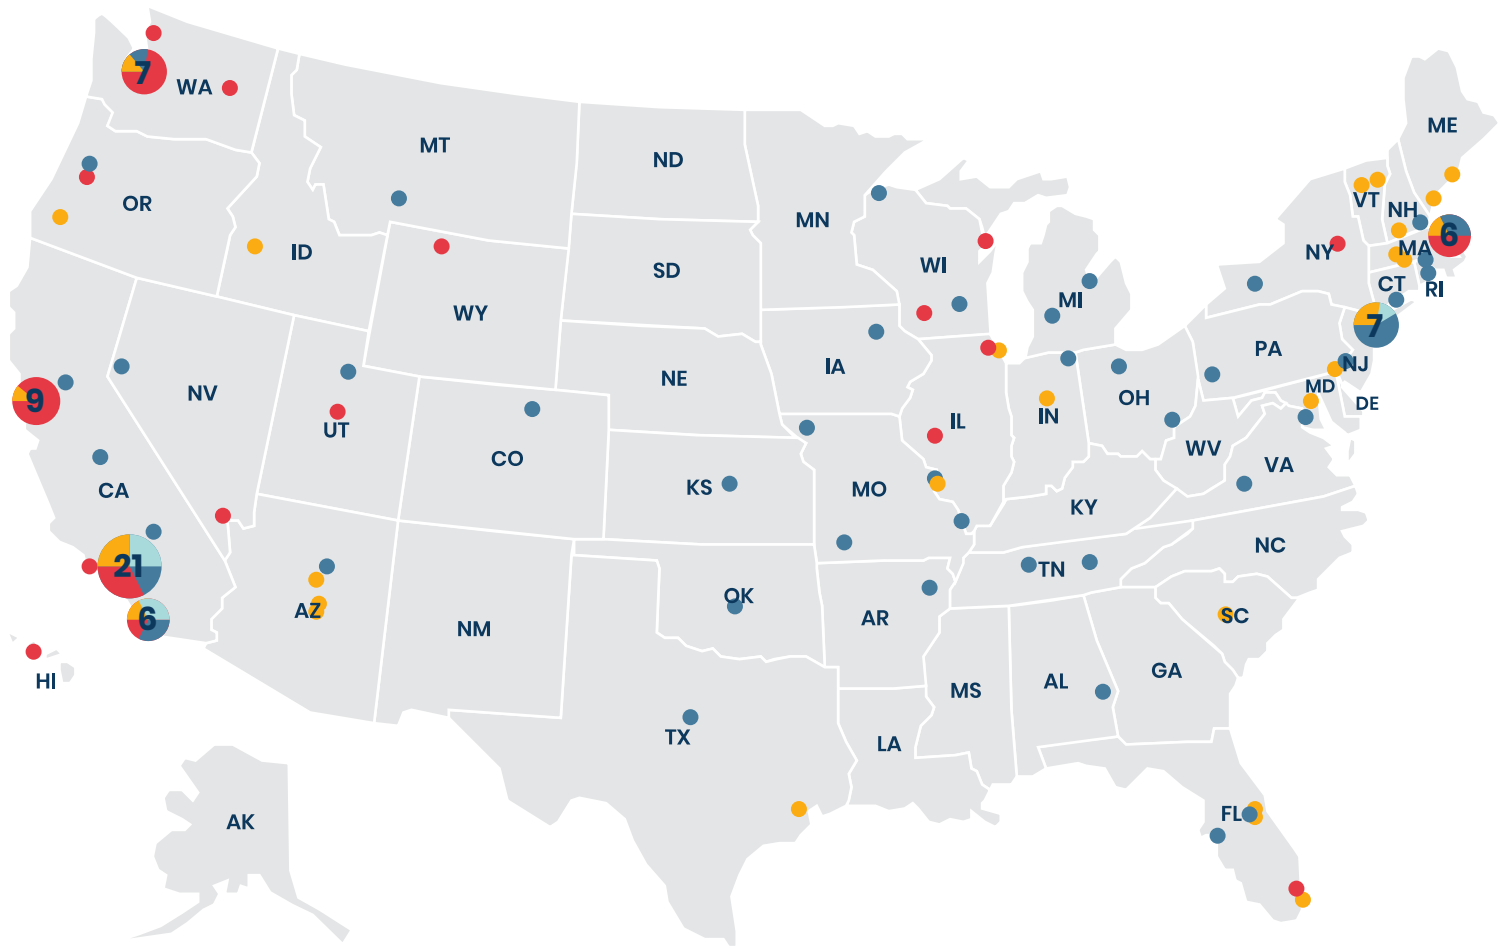 7
WA
ME
MT
ND
OR
VT
NH
MN
6
MA
ID
NY
WI
SD
CT
RI
MI
WY
7
PA
NJ
IA
NE
MD
NV
OH
DE
9
IN
UT
IL
WV
CO
VA
CA
KS
MO
KY
NC
21
TN
OK
AZ
SC
6
AR
NM
GA
HI
AL
MS
TX
LA
FL
AK